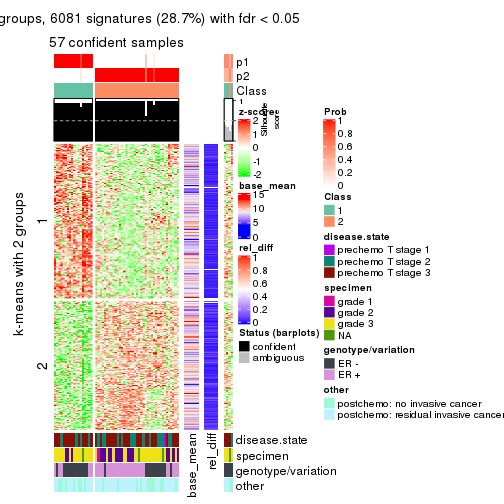 groups, 6081 signatures (28.7%) with fdr < 0.05
57 confident samples
p1
p2
Class
1
Silhouette
score
z-score
2
1
0
-1
-2
base_mean
15
10
5
0
rel_diff
1
0.8
0.6
0.4
0.2
0
Status (barplots)
confident
ambiguous
Prob
1
0.8
0.6
0.4
0.2
0
Class
1
2
disease.state
prechemo T stage 1
prechemo T stage 2
prechemo T stage 3
specimen
grade 1
grade 2
grade 3
NA
genotype/variation
ER -
ER +
other
postchemo: no invasive cancer
postchemo: residual invasive cancer
k-means with 2 groups
1
2
base_mean
rel_diff
disease.state
specimen
genotype/variation
other